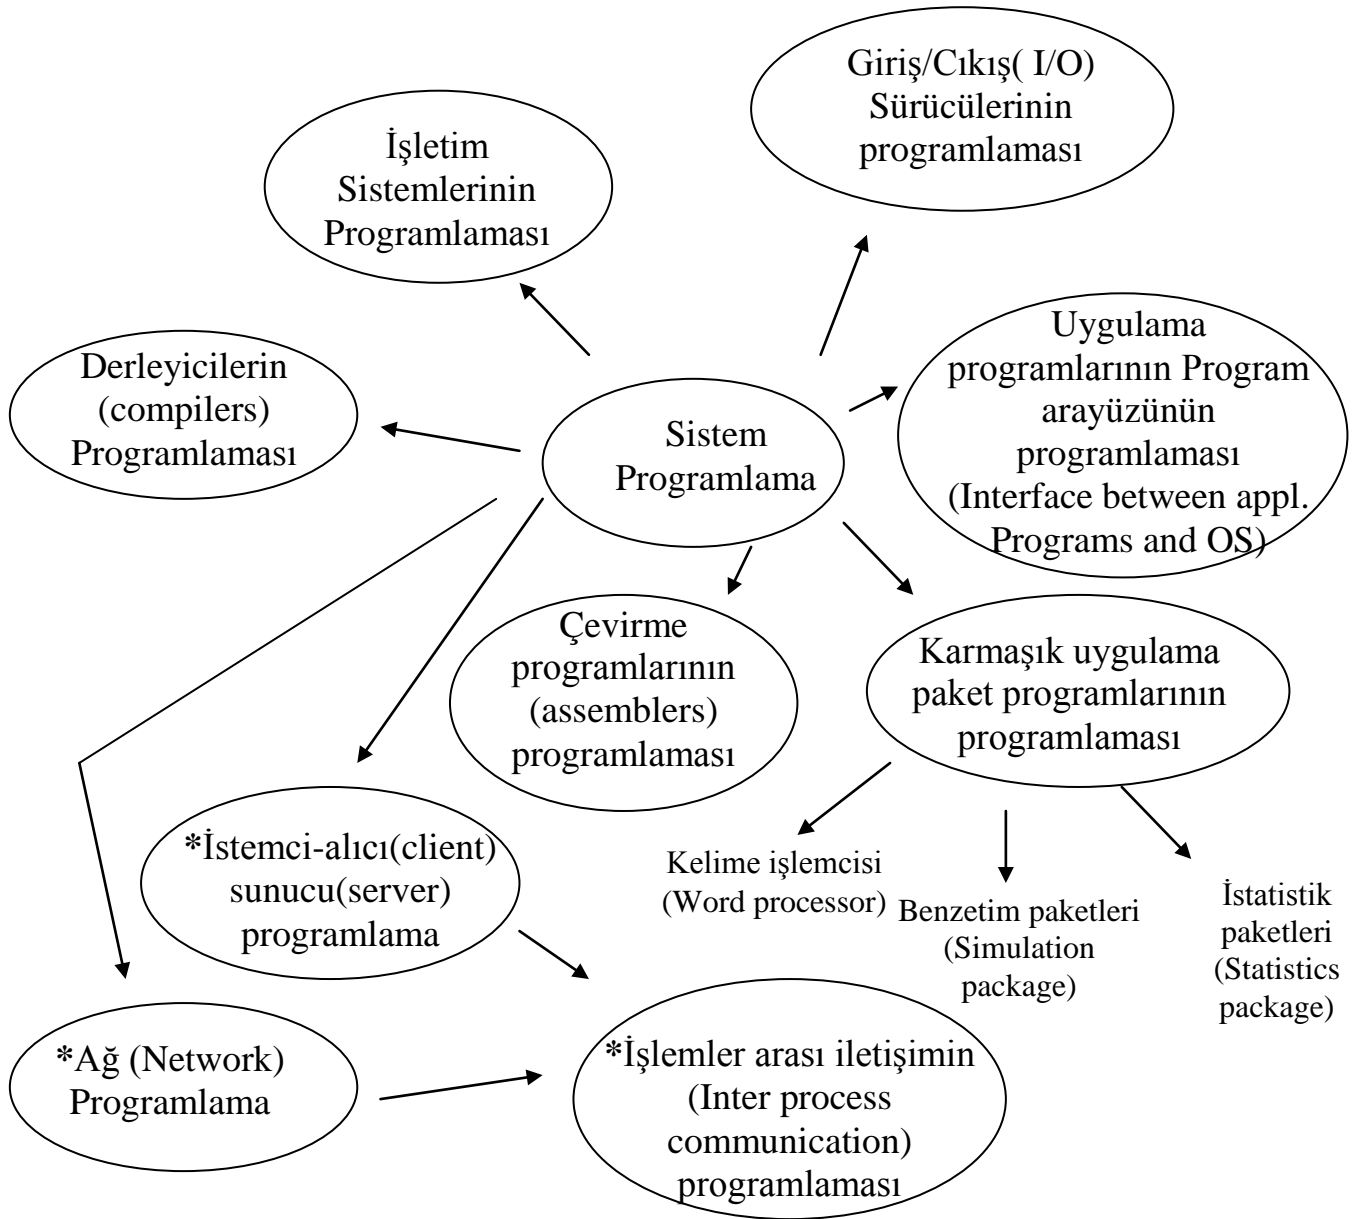 Giriş/Cıkış( I/O)
Sürücülerinin
programlaması
İşletim
Sistemlerinin
Programlaması
Uygulama
programlarının Program
arayüzünün
programlaması
(Interface between appl.
Programs and OS)
Derleyicilerin
(compilers)
Programlaması
Sistem
Programlama
Çevirme
programlarının
(assemblers)
programlaması
Karmaşık uygulama
paket programlarının
programlaması
*İstemci-alıcı(client)
sunucu(server)
programlama
Kelime işlemcisi
(Word processor)
Benzetim paketleri
(Simulation
package)
İstatistik
paketleri
(Statistics
package)
*Ağ (Network)
Programlama
*İşlemler arası iletişimin
(Inter process
communication)
programlaması